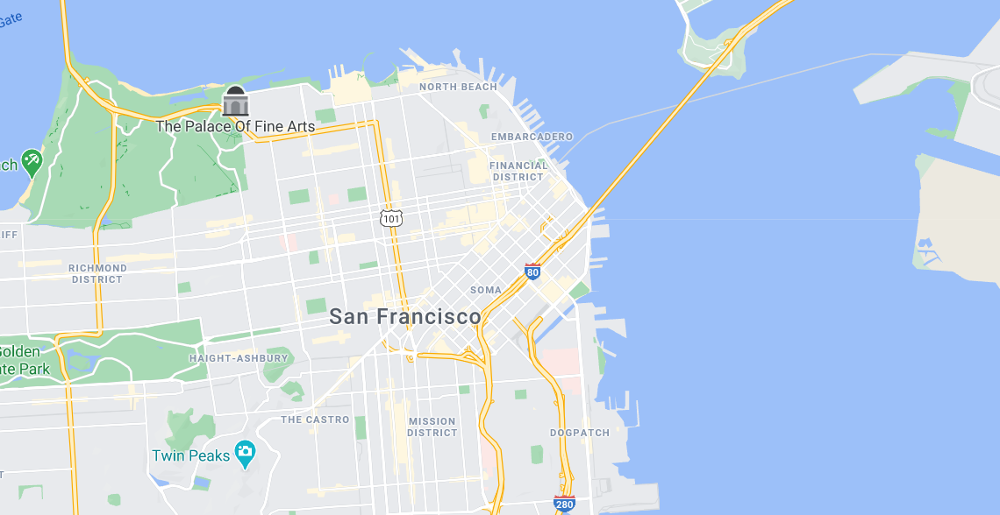 Gate
NORTH BEACH
The Palace Of Fine Arts
EMBARCADERO
ch
FINANCIAL
DISTRICT
101
IFF
RICHMOND
DISTRICT
80
SOMA
San Francisco
Golden
te Park
HAIGHT-ASHBURY
THE CASTRO
MISSION
DISTRICT
DOGPATCH
Twin Peaks
T
280